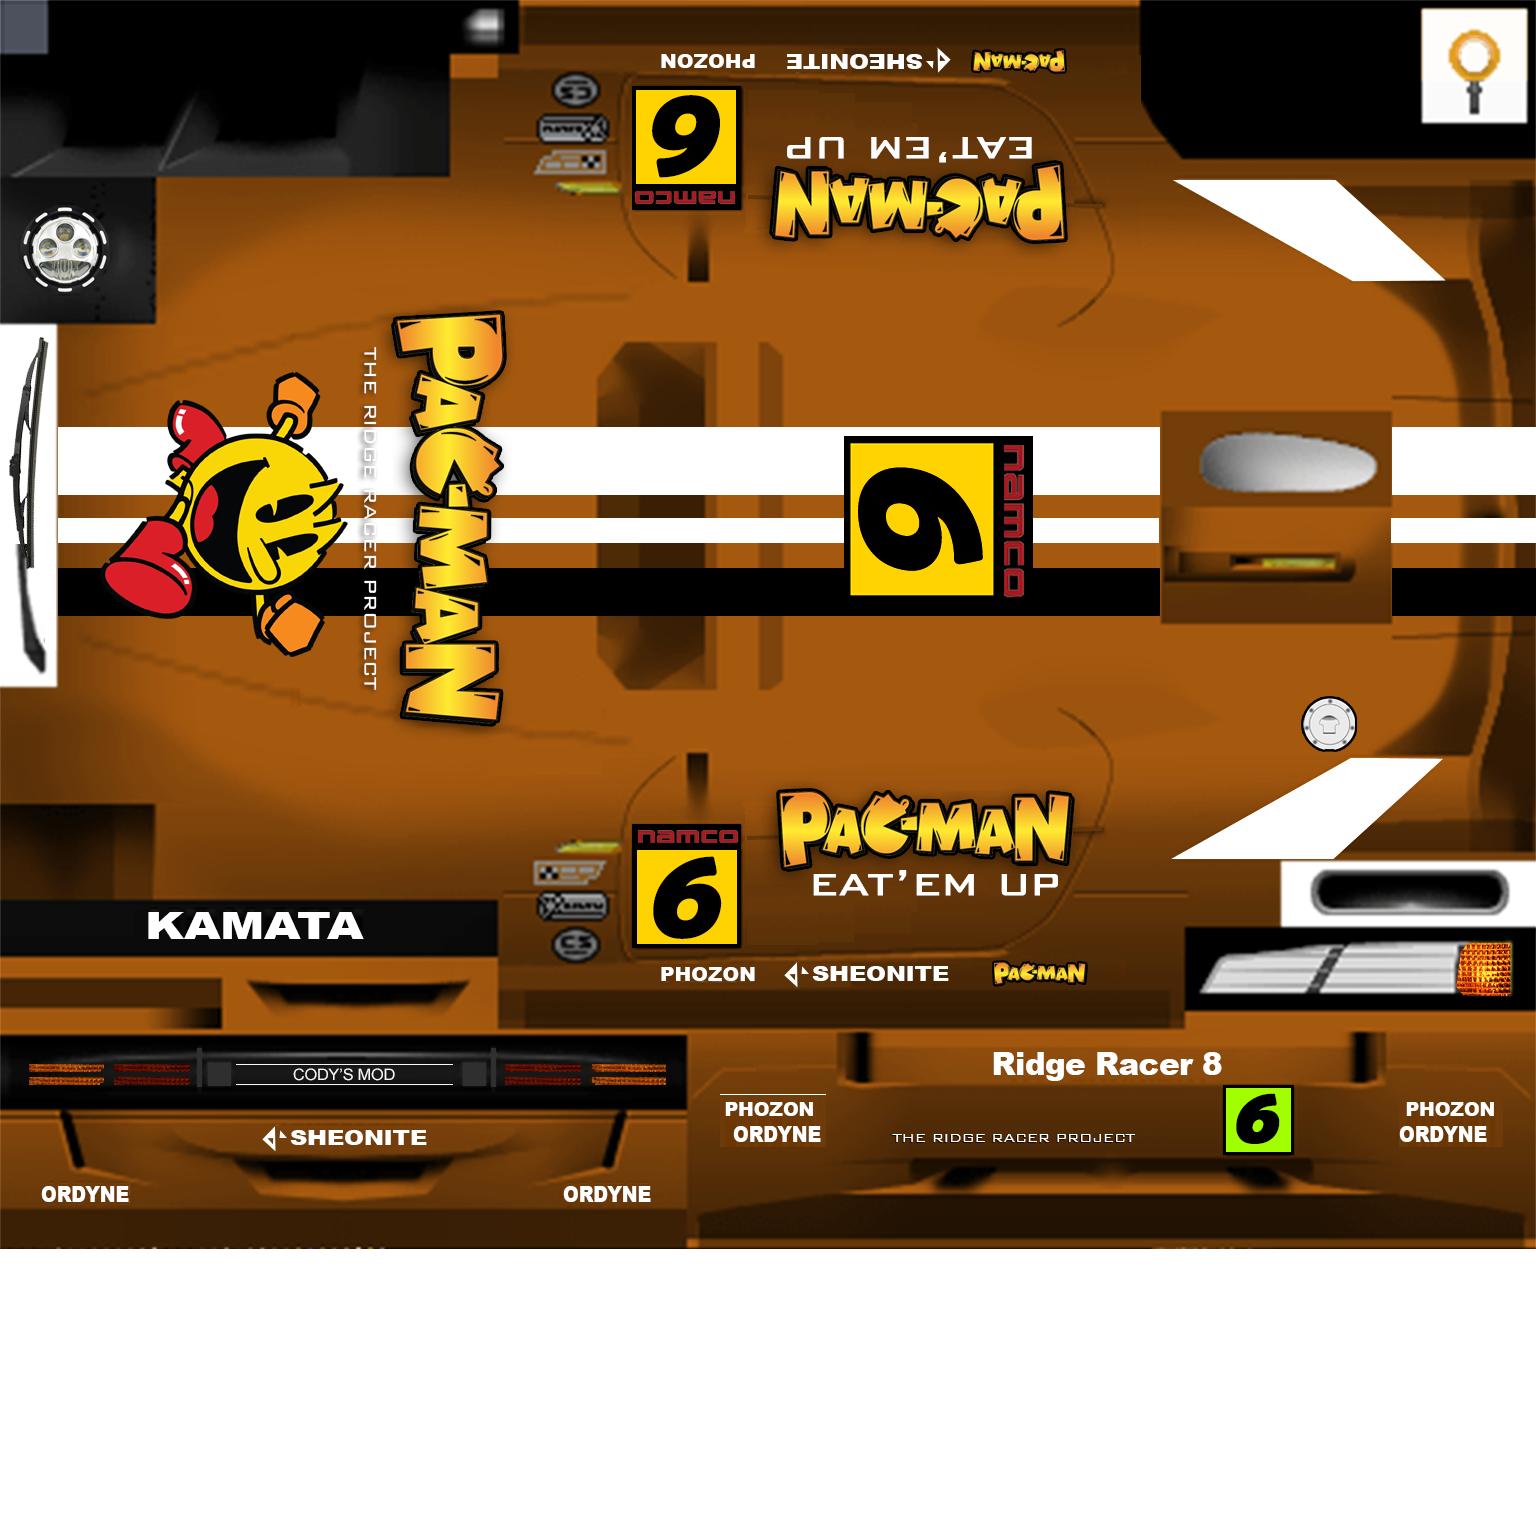 PHOZON
SHEONITE
PAC-MAN
6
namco
EAT'EM UP
PAC-MAN
PAC-MAN
THE RIDGE RACER PROJECT
6
namco
namco
6
PAC-MAN
EAT'EM UP
KAMATA
PHOZON
SHEONITE
PAC-MAN
CODY'S MOD
SHEONITE
ORDYNE
ORDYNE
Ridge Racer 8
PHOZON
ORDYNE
THE RIDGE RACER PROJECT
6
PHOZON
ORDYNE